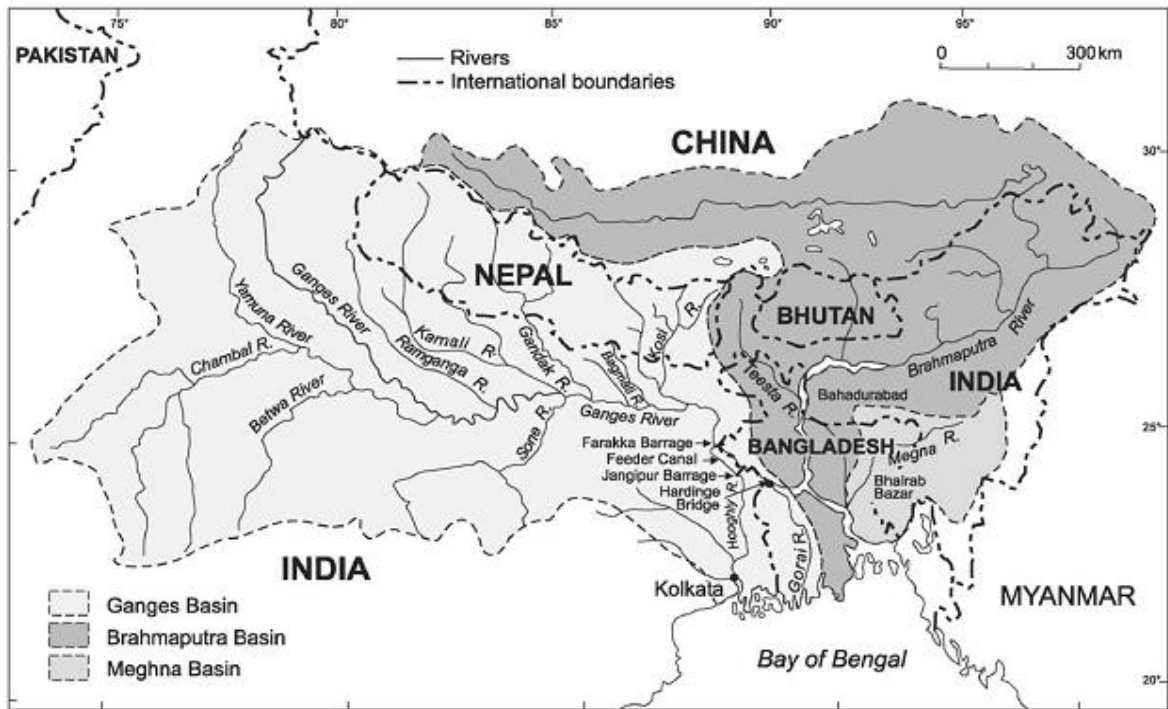 75°
80°
85°
90°
95°
PAKISTAN
Rivers
International boundaries
0 300 km
CHINA
30°
30°
NEPAL
BHUTAN
Yamuna River
Ganges River
Chambal R.
Betwa River
Karnali R.
Ramganga R.
Gandak R.
Bagmati R.
Kosi R.
Teesta R.
Brahmaputra River
INDIA
Bahadurabad
Ganges River
Sone R.
25°
25°
BANGLADESH
Megna R.
Farakka Barrage
Feeder Canal
Jangipur Barrage
Hardinge
Bridge
Bhairab
Bazar
Hooghly R.
Gorai R.
INDIA
Kolkata
MYANMAR
Ganges Basin
Brahmaputra Basin
Meghna Basin
Bay of Bengal
20°